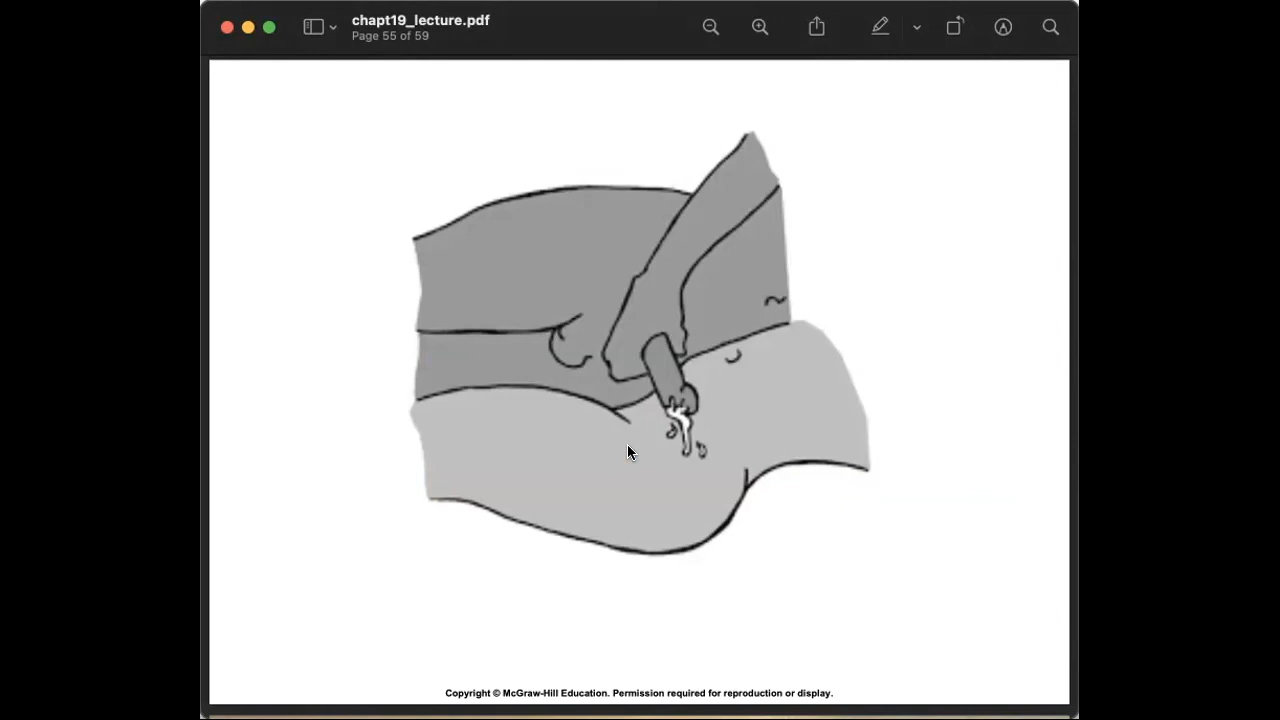 chapt19_lecture.pdf
Page 55 of 59
Copyright © McGraw-Hill Education. Permission required for reproduction or display.